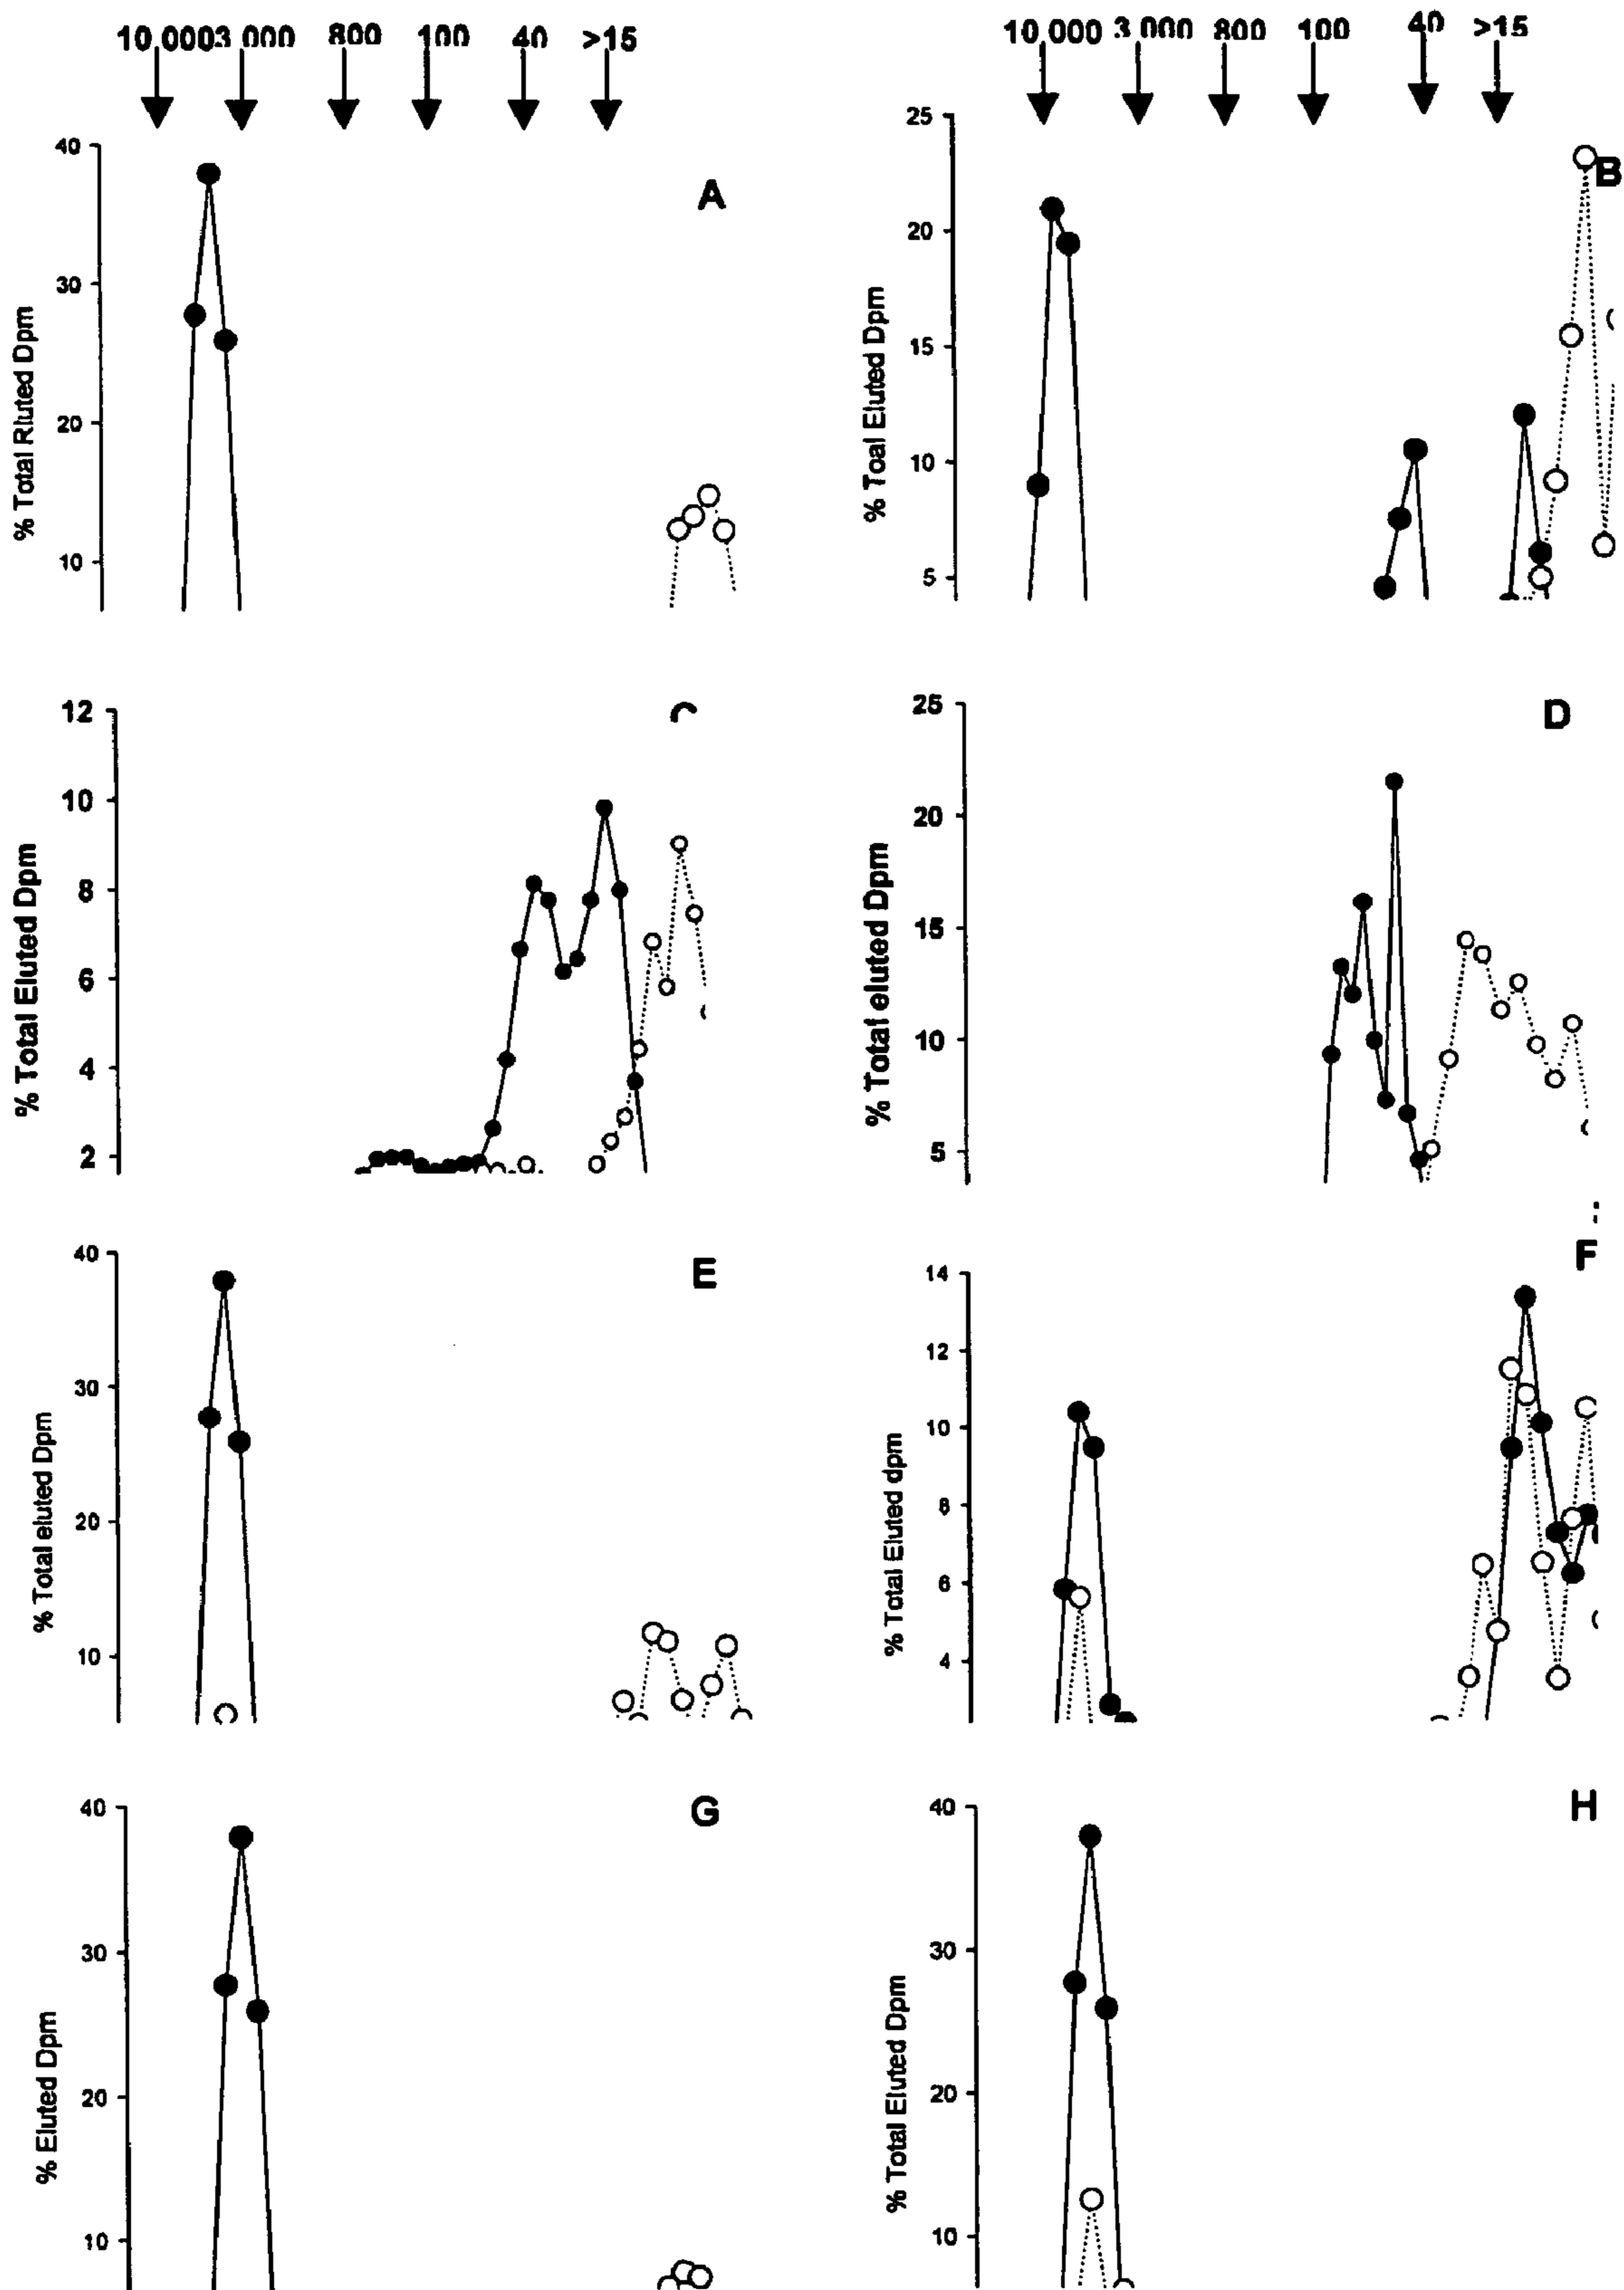 10,000 3 000 800 100 40 >15
10 000 3 000 800 100 40 >15
A
40
30
20
10
% Total Rluted Dpm
B
25
20
15
10
5
% Toal Eluted Dpm
C
12
10
8
6
4
2
% Total Eluted Dpm
D
25
20
15
10
5
% Total eluted Dpm
E
40
30
20
10
% Total eluted Dpm
F
14
12
10
8
6
4
% Total Eluted dpm
G
40
30
20
10
% Eluted Dpm
H
40
30
20
10
% Total Eluted Dpm